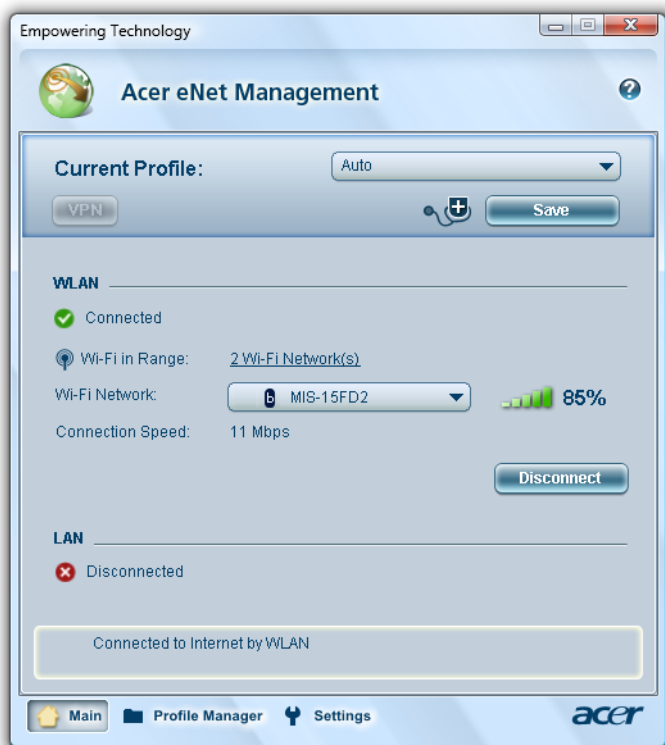 Empowering Technology
Acer eNet Management
Current Profile: Auto
VPN Save
WLAN
Connected
Wi-Fi in Range: 2 Wi-Fi Network(s)
Wi-Fi Network: b MIS-15FD2 85%
Connection Speed: 11 Mbps
Disconnect
LAN
Disconnected
Connected to Internet by WLAN
Main Profile Manager Settings acer